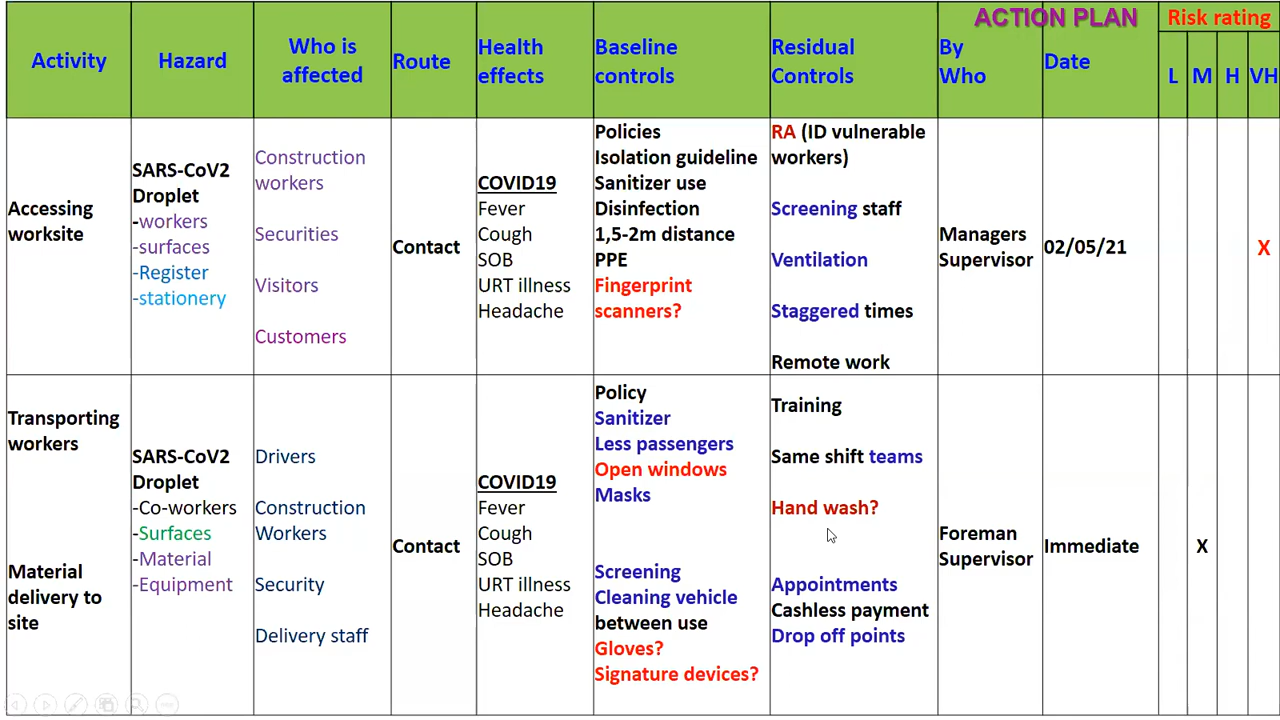 ACTION PLAN
Risk rating
Activity
Hazard
Who is
affected
Route
Health
effects
Baseline
controls
Residual
Controls
By
Who
Date
L
M
H
VH
Accessing
worksite
SARS-CoV2
Droplet
-workers
-surfaces
-Register
-stationery
Construction
workers
Securities
Visitors
Customers
Contact
COVID19
Fever
Cough
SOB
URT illness
Headache
Policies
Isolation guideline
Sanitizer use
Disinfection
1,5-2m distance
PPE
Fingerprint
scanners?
RA (ID vulnerable
workers)
Screening staff
Ventilation
Staggered times
Remote work
Managers
Supervisor
02/05/21
X
Transporting
workers
Material
delivery to
site
SARS-CoV2
Droplet
-Co-workers
-Surfaces
-Material
-Equipment
Drivers
Construction
Workers
Security
Delivery staff
Contact
COVID19
Fever
Cough
SOB
URT illness
Headache
Policy
Sanitizer
Less passengers
Open windows
Masks
Screening
Cleaning vehicle
between use
Gloves?
Signature devices?
Training
Same shift teams
Hand wash?
Appointments
Cashless payment
Drop off points
Foreman
Supervisor
Immediate
X